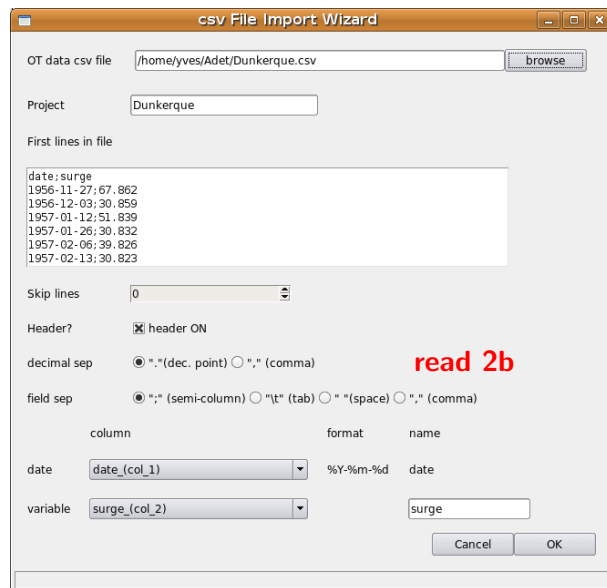 csv File Import Wizard
OT data csv file /home/yves/Adet/Dunkerque.csv browse
Project Dunkerque
First lines in file
date;surge
1956-11-27;67.862
1956-12-03;30.859
1957-01-12;51.839
1957-01-26;30.832
1957-02-06;39.826
1957-02-13;30.823
Skip lines 0
Header? header ON
decimal sep "."(dec. point) "," (comma) read 2b
field sep ";" (semi-column) "\t" (tab) " "(space) "," (comma)
column format name
date date_(col_1) %Y-%m-%d date
variable surge_(col_2) surge
Cancel OK